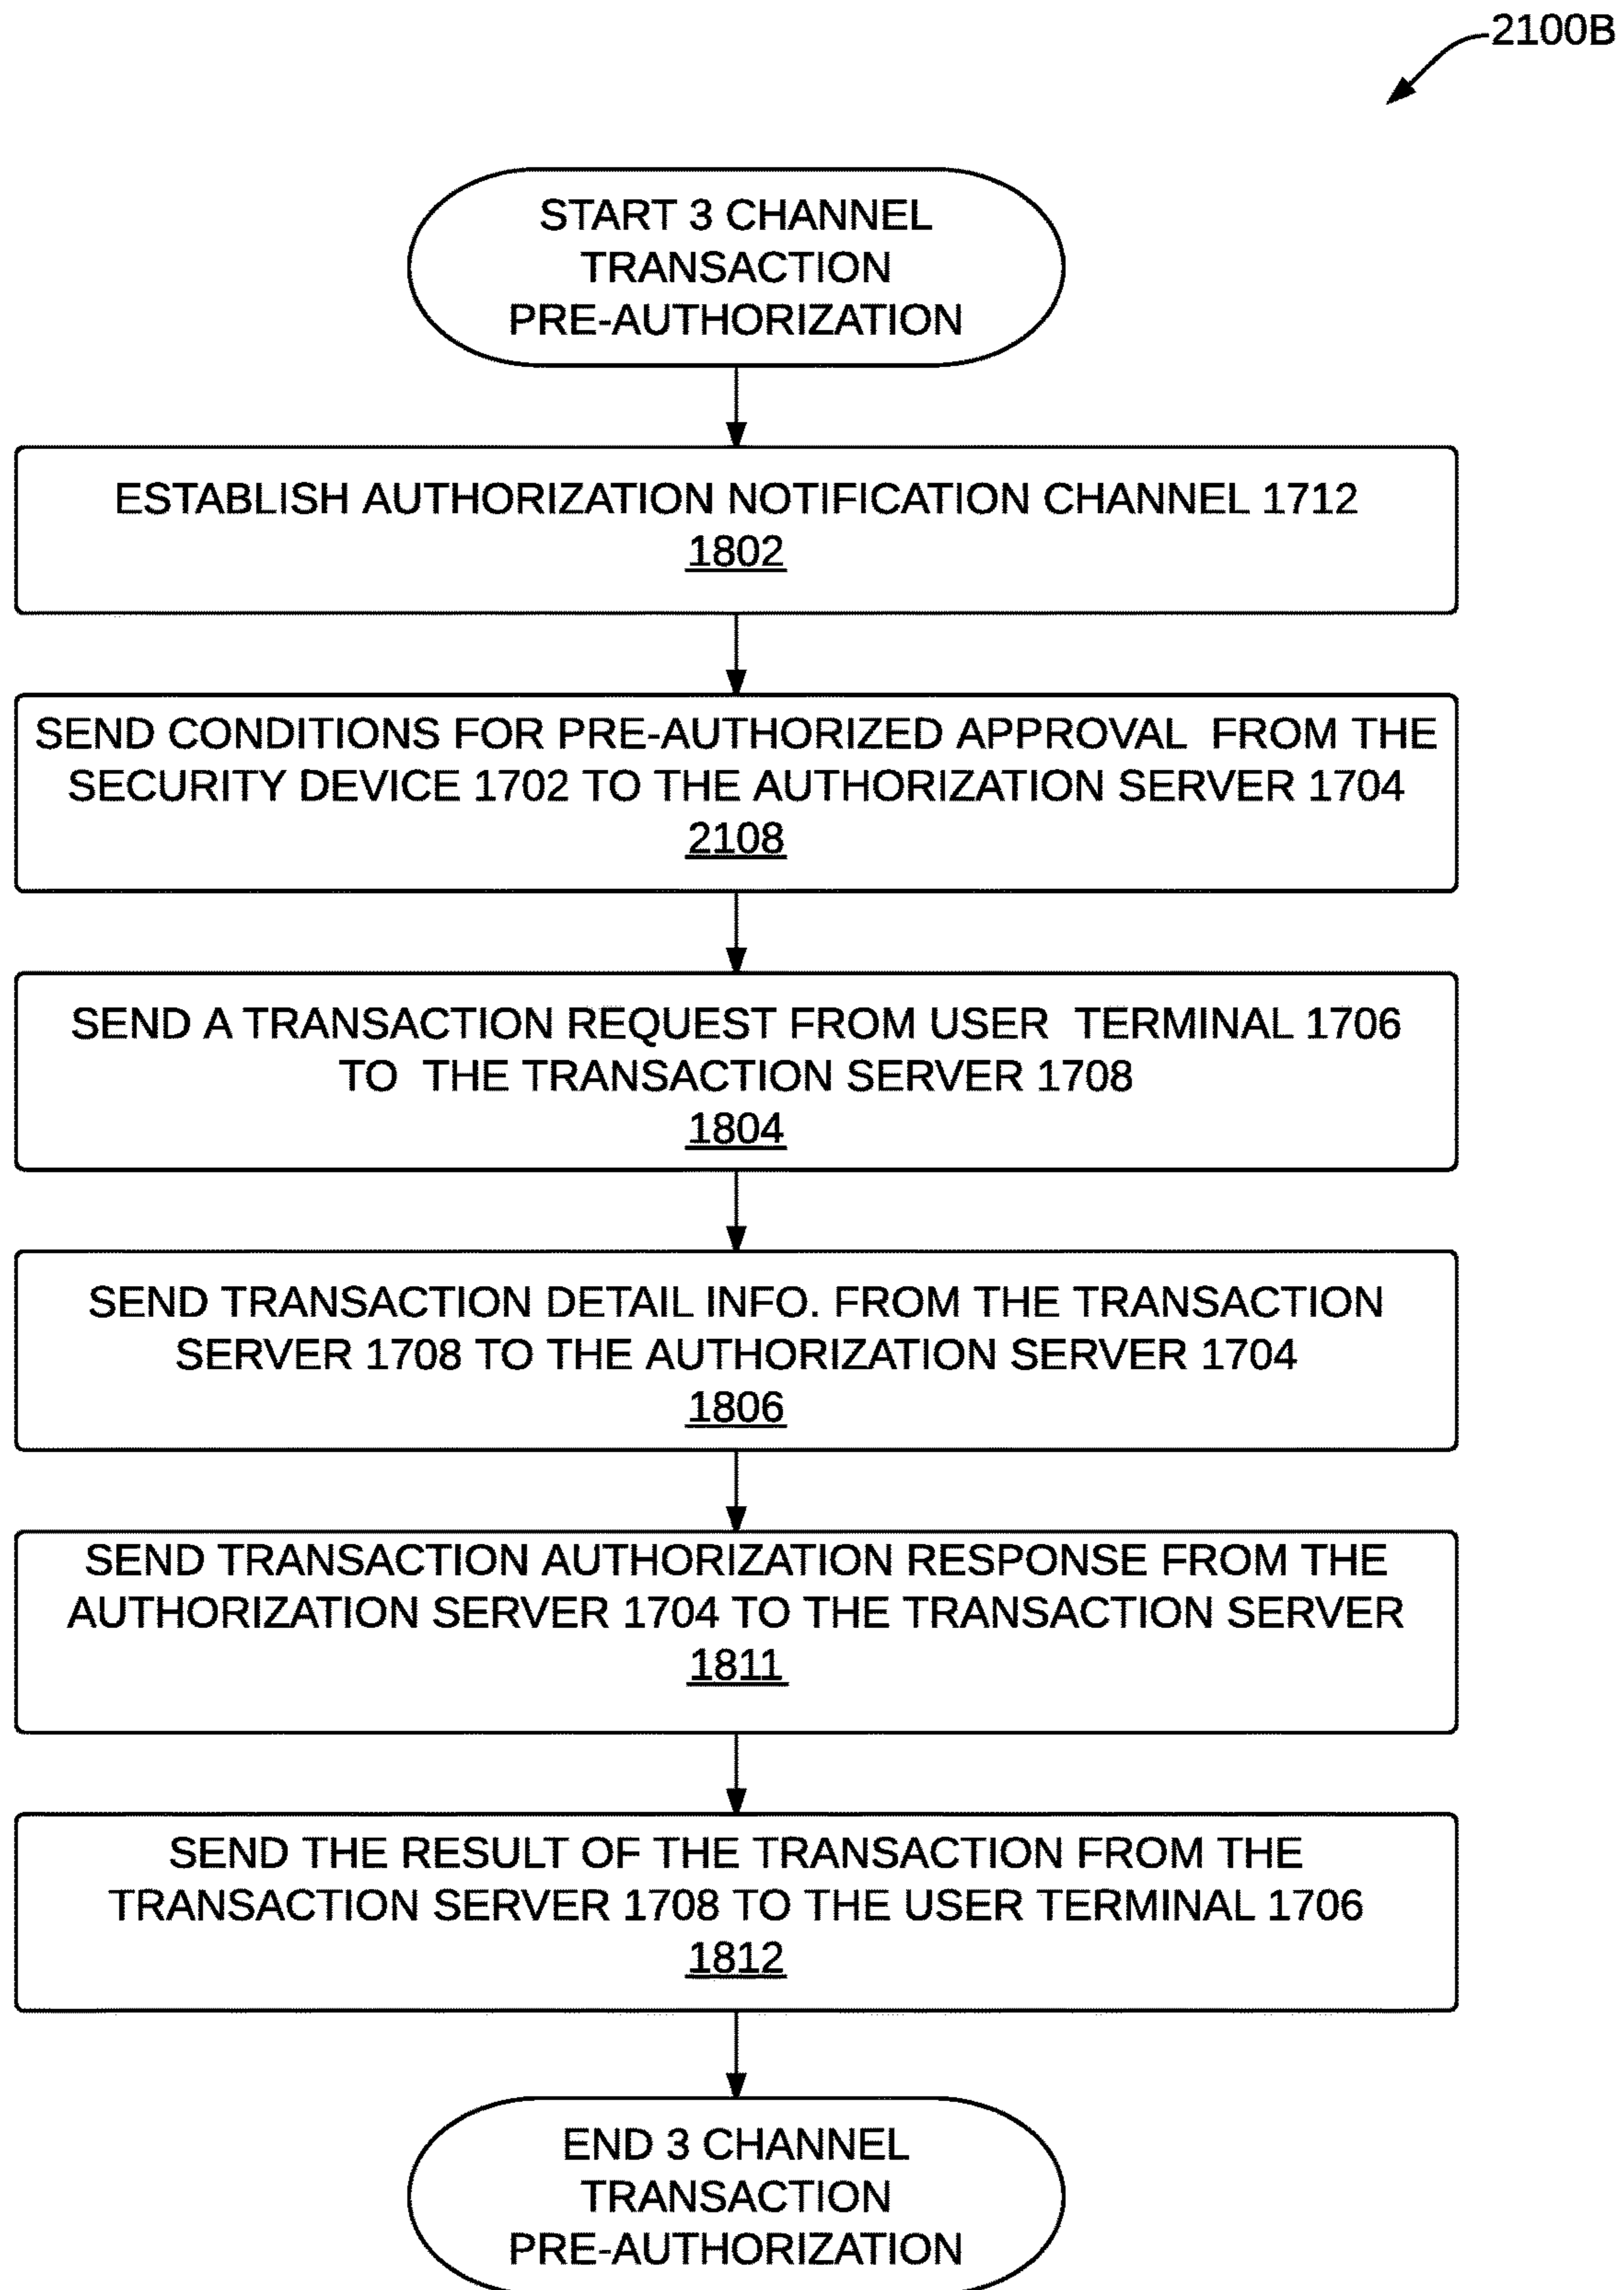 2100B
START 3 CHANNEL
TRANSACTION
PRE-AUTHORIZATION
ESTABLISH AUTHORIZATION NOTIFICATION CHANNEL 1712
1802
SEND CONDITIONS FOR PRE-AUTHORIZED APPROVAL FROM THE
SECURITY DEVICE 1702 TO THE AUTHORIZATION SERVER 1704
2108
SEND A TRANSACTION REQUEST FROM USER TERMINAL 1706
TO THE TRANSACTION SERVER 1708
1804
SEND TRANSACTION DETAIL INFO. FROM THE TRANSACTION
SERVER 1708 TO THE AUTHORIZATION SERVER 1704
1806
SEND TRANSACTION AUTHORIZATION RESPONSE FROM THE
AUTHORIZATION SERVER 1704 TO THE TRANSACTION SERVER
1811
SEND THE RESULT OF THE TRANSACTION FROM THE
TRANSACTION SERVER 1708 TO THE USER TERMINAL 1706
1812
END 3 CHANNEL
TRANSACTION
PRE-AUTHORIZATION